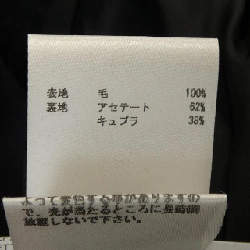 表地 毛 100%
裏地 アセテート 62%
キュプラ 38%
で、光が当たるところに長時間
放置しないで下さい。